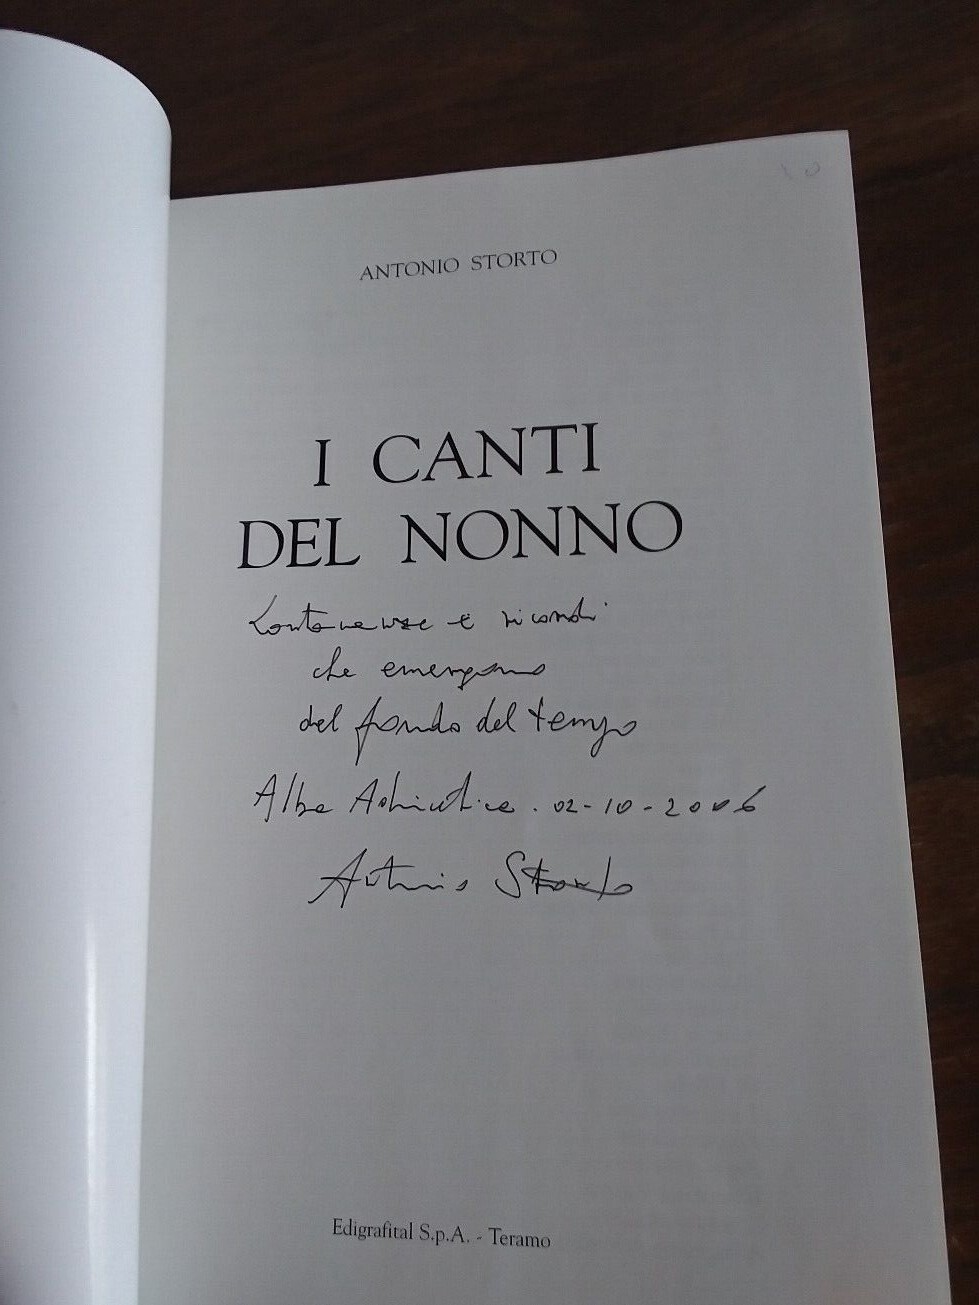 ANTONIO STORTO
I CANTI
DEL NONNO
Lontananze e ricordi
che emergono
dal fondo del tempo
Alba Adriatica. 02-10-2006
Antonio Storto
Edigrafital S.p.A. - Teramo